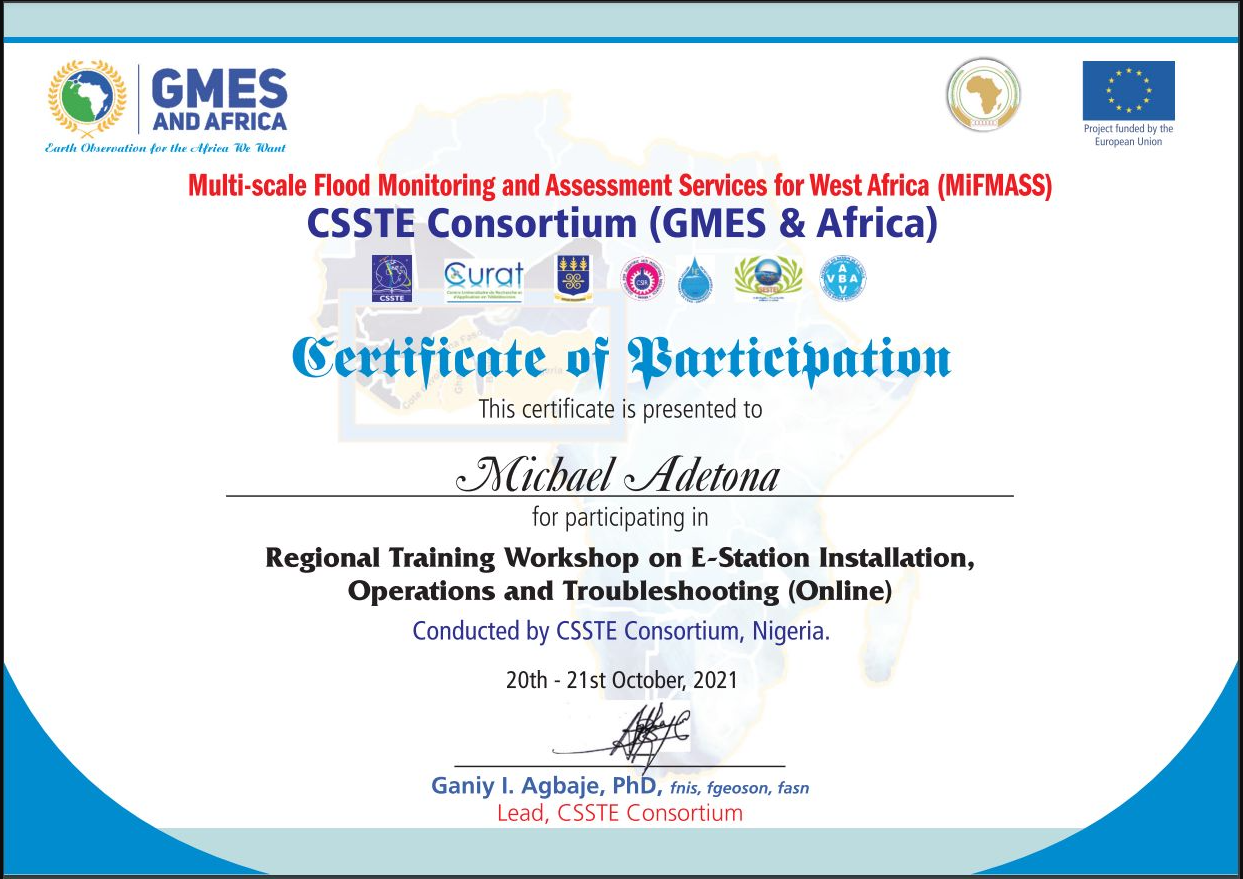 GMES
AND AFRICA
Earth Observation for the Africa We Want
Project funded by the
European Union
Multi-scale Flood Monitoring and Assessment Services for West Africa (MiFMASS)
CSSTE Consortium (GMES & Africa)
CSSTE
Curat
CSIR
GESTEL
A
VBA
V
Certificate of Participation
This certificate is presented to
Michael Adetona
for participating in
Regional Training Workshop on E-Station Installation,
Operations and Troubleshooting (Online)
Conducted by CSSTE Consortium, Nigeria.
20th - 21st October, 2021
Ganiy I. Agbaje, PhD, fnis, fgeoson, fasn
Lead, CSSTE Consortium